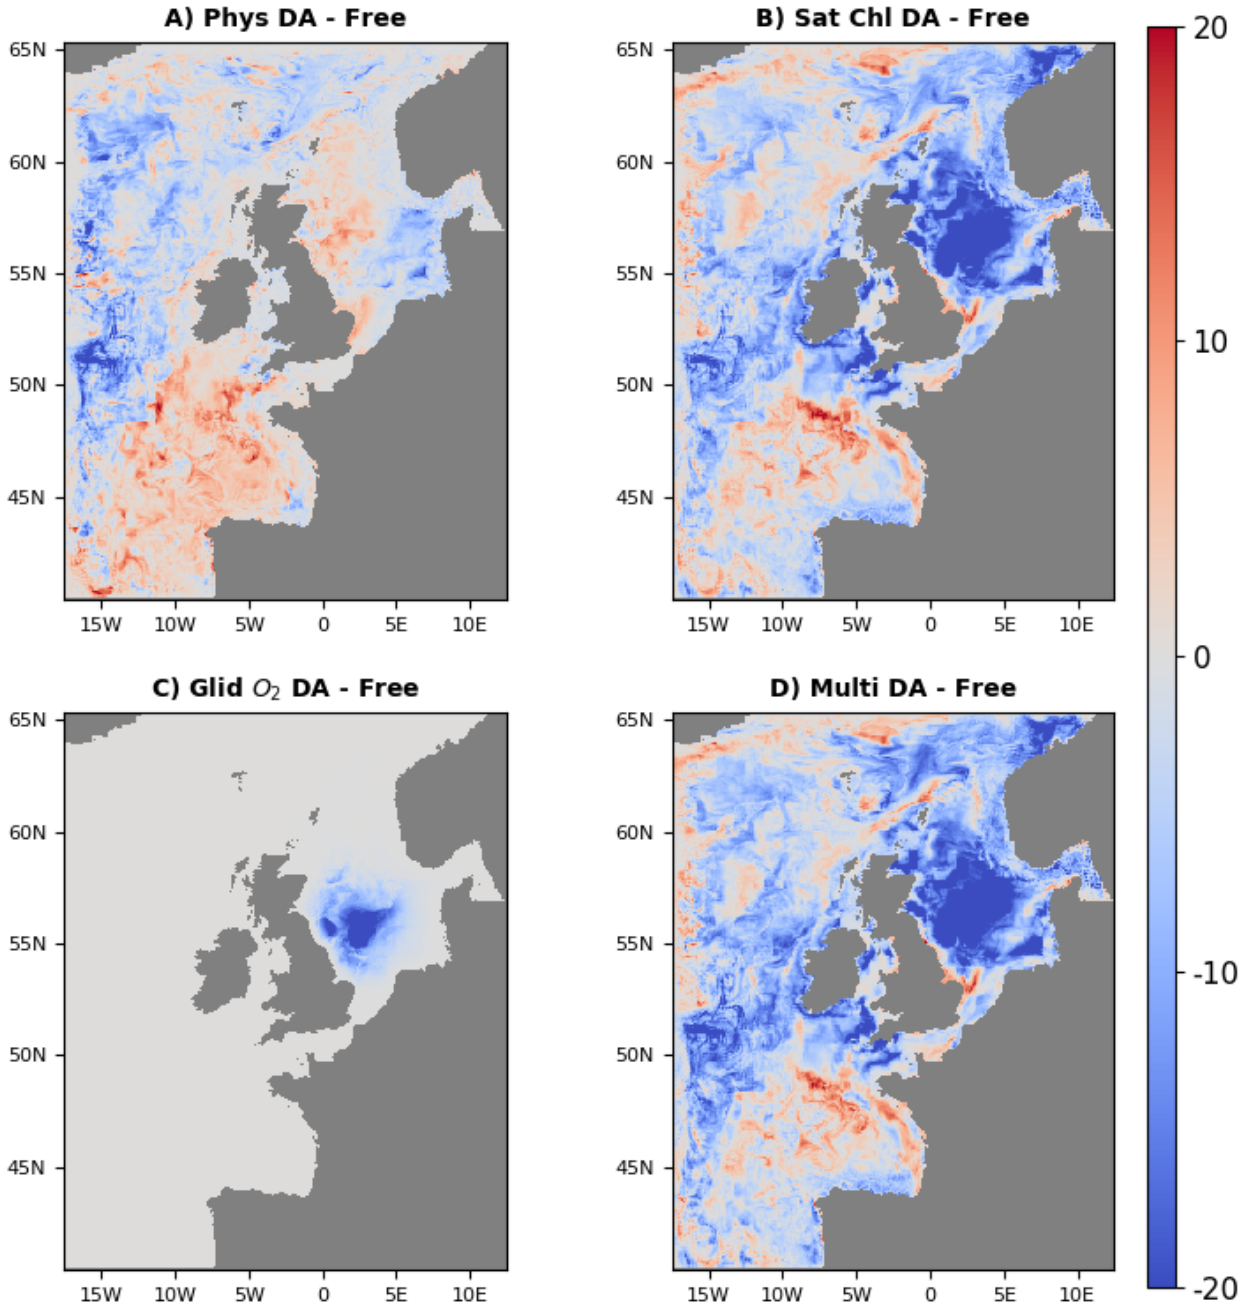 A) Phys DA - Free
B) Sat Chl DA - Free
65N
60N
55N
50N
45N
15W 10W 5W 0 5E 10E
65N
60N
55N
50N
45N
15W 10W 5W 0 5E 10E
C) Glid O₂ DA - Free
D) Multi DA - Free
65N
60N
55N
50N
45N
15W 10W 5W 0 5E 10E
65N
60N
55N
50N
45N
15W 10W 5W 0 5E 10E
20
10
0
-10
-20